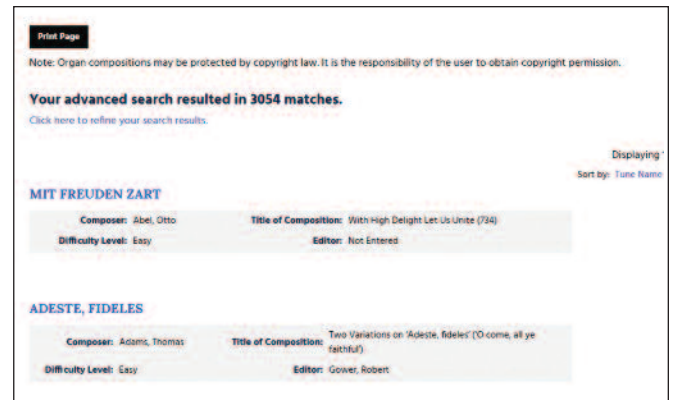 Print Page
Note: Organ compositions may be protected by copyright law. It is the responsibility of the user to obtain copyright permission.
Your advanced search resulted in 3054 matches.
Click here to refine your search results.
Displaying
Sort by: Tune Name
MIT FREUDEN ZART
Composer: Abel, Otto Title of Composition: With High Delight Let Us Unite (734)
Difficulty Level: Easy Editor: Not Entered
ADESTE, FIDELES
Composer: Adams, Thomas Title of Composition: Two Variations on 'Adeste, fideles' ('O come, all ye
faithful')
Difficulty Level: Easy Editor: Gower, Robert